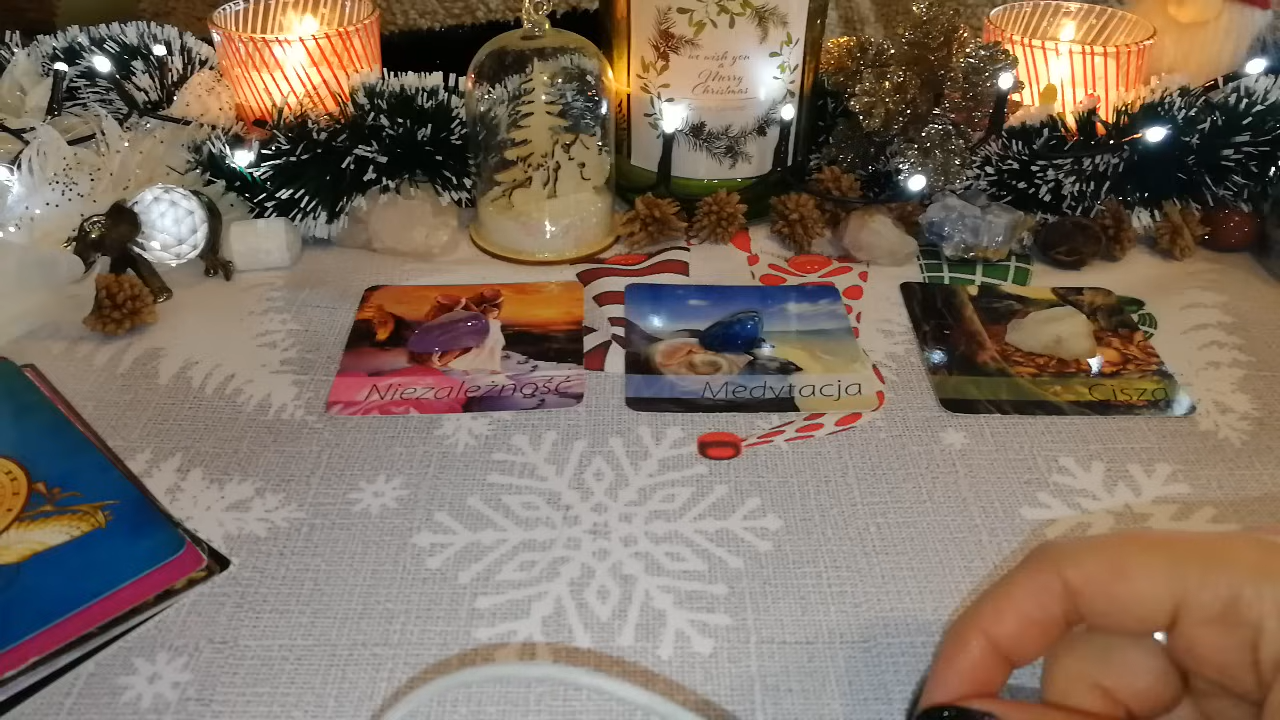 we wish you
a
Merry
Christmas
Niezależność
Medytacja
Cisza